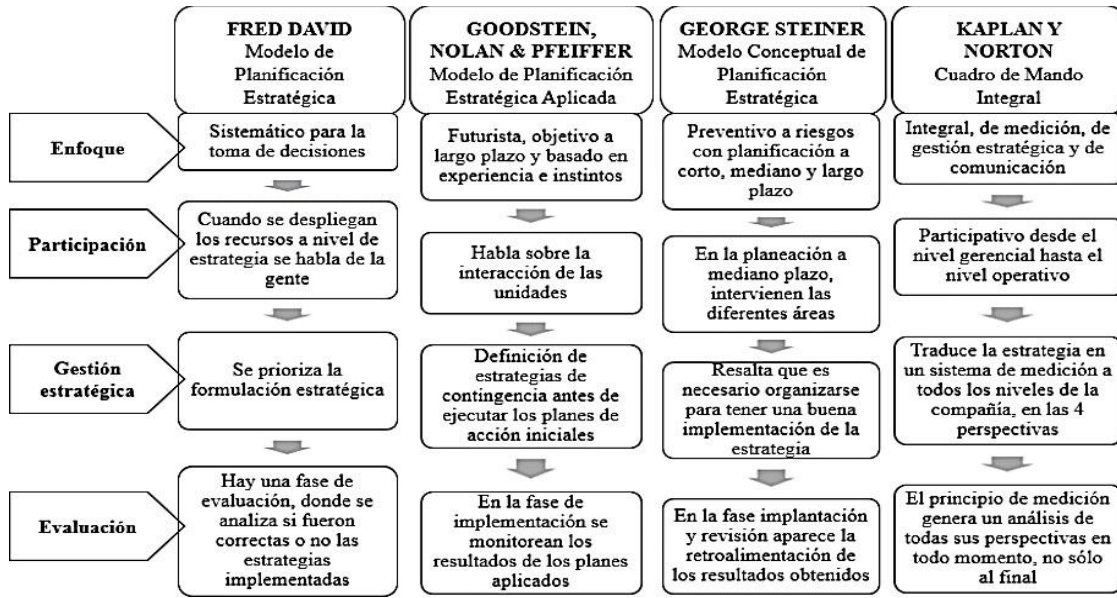 FRED DAVID
Modelo de
Planificación
Estratégica
GOODSTEIN,
NOLAN & PFEIFFER
Modelo de Planificación
Estratégica Aplicada
GEORGE STEINER
Modelo Conceptual de
Planificación
Estratégica
KAPLAN Y
NORTON
Cuadro de Mando
Integral
Enfoque
Sistemático para la
toma de decisiones
Futurista, objetivo a
largo plazo y basado en
experiencia e instintos
Preventivo a riesgos
con planificación a
corto, mediano y largo
plazo
Integral, de medición, de
gestión estratégica y de
comunicación
Participación
Cuando se despliegan
los recursos a nivel de
estrategia se habla de la
gente
Habla sobre la
interacción de las
unidades
En la planeación a
mediano plazo,
intervienen las
diferentes áreas
Participativo desde el
nivel gerencial hasta el
nivel operativo
Gestión
estratégica
Se prioriza la
formulación estratégica
Definición de
estrategias de
contingencia antes de
ejecutar los planes de
acción iniciales
Resalta que es
necesario organizarse
para tener una buena
implementación de la
estrategia
Traduce la estrategia en
un sistema de medición a
todos los niveles de la
compañía, en las 4
perspectivas
Evaluación
Hay una fase de
evaluación, donde se
analiza si fueron
correctas o no las
estrategias
implementadas
En la fase de
implementación se
monitorean los
resultados de los planes
aplicados
En la fase implantación
y revisión aparece la
retroalimentación de
los resultados obtenidos
El principio de medición
genera un análisis de
todas sus perspectivas en
todo momento, no sólo
al final